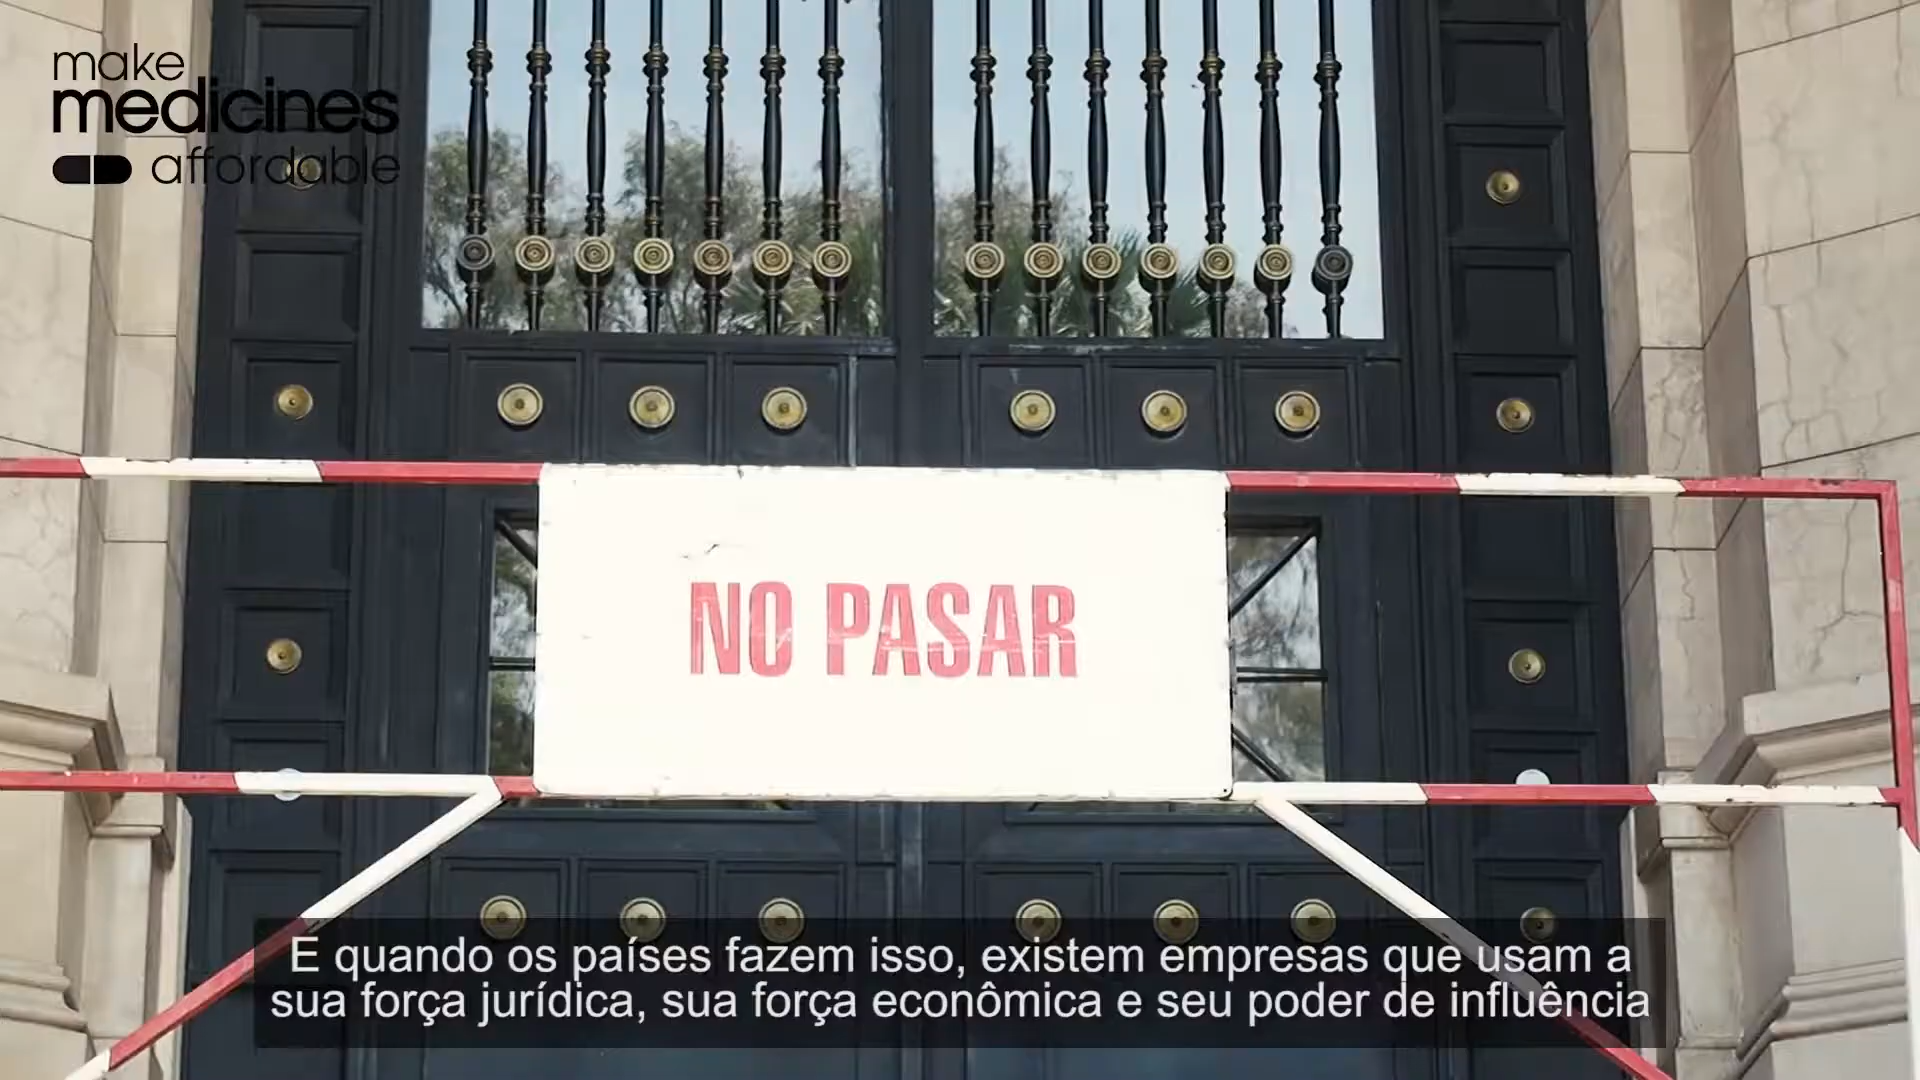 make
medicines
affordable
NO PASAR
E quando os países fazem isso, existem empresas que usam a
sua força jurídica, sua força econômica e seu poder de influência